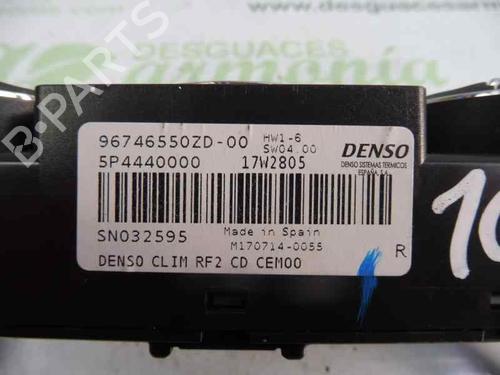 DESGUACES
armonía
B-PARTS
96746550ZD-00 HW1-6
SW04.00
DENSO
5P4440000 17W2805
DENSO SISTEMAS TERMICOS
ESPAÑA, S.A.
SN032595 Made in Spain
M170714-0055
R
DENSO CLIM RF2 CD CEM00
10